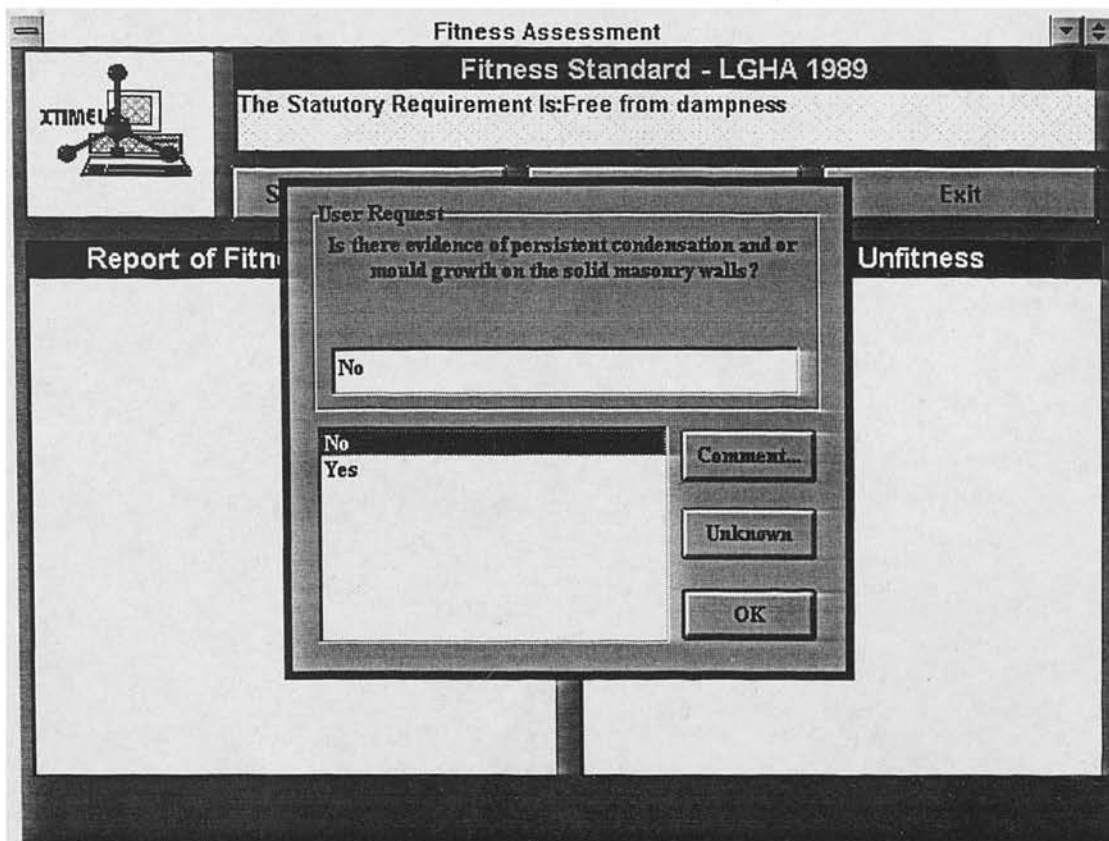 Fitness Assessment
Fitness Standard - LGHA 1989
The Statutory Requirement Is:Free from dampness
Exit
Report of
Unfitness
User Request
Is there evidence of persistent condensation and or
mould growth on the solid masonry walls?
No
No
Yes
Comment...
Unknown
OK